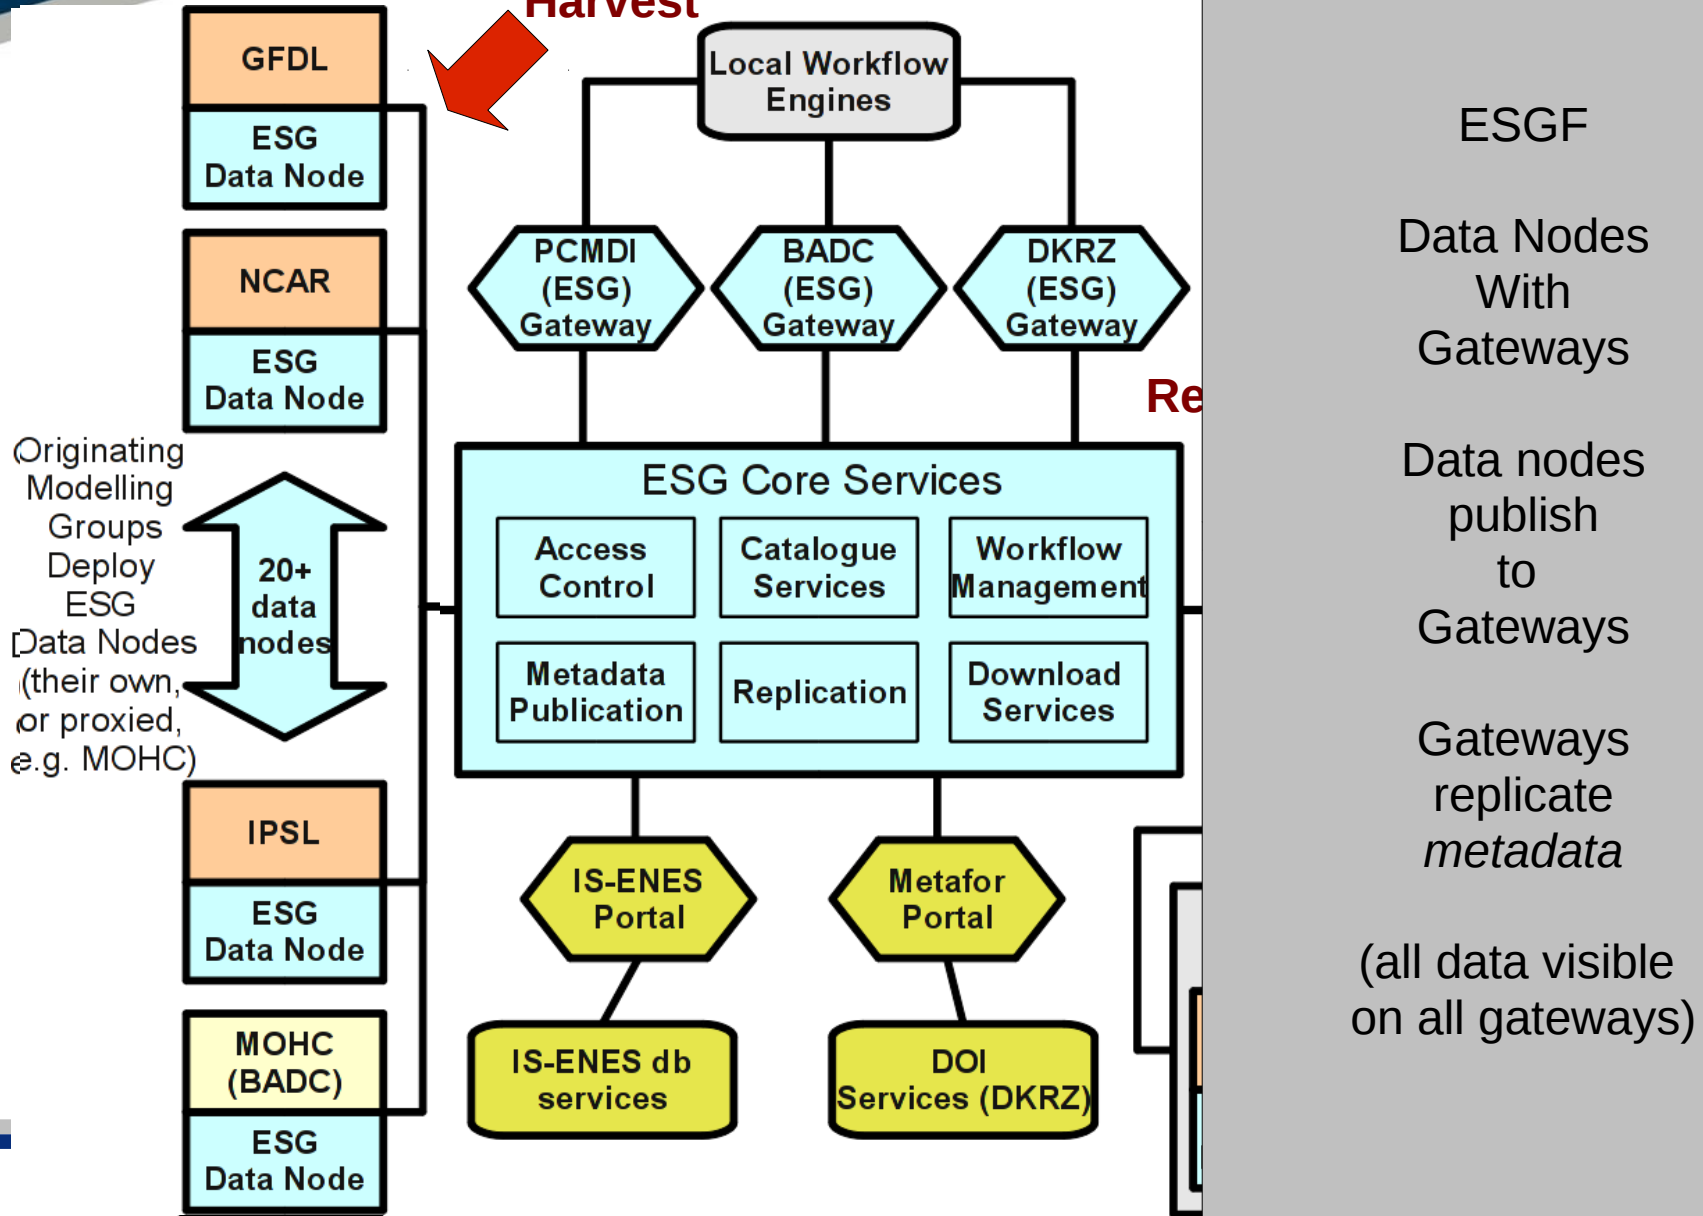 Harvest
GFDL
ESG
Data Node
NCAR
ESG
Data Node
Originating
Modelling
Groups
Deploy
ESG
Data Nodes
(their own,
or proxied,
e.g. MOHC)
20+
data
nodes
IPSL
ESG
Data Node
MOHC
(BADC)
ESG
Data Node
Local Workflow
Engines
PCMDI
(ESG)
Gateway
BADC
(ESG)
Gateway
DKRZ
(ESG)
Gateway
Re
ESG Core Services
Access
Control
Catalogue
Services
Workflow
Management
Metadata
Publication
Replication
Download
Services
IS-ENES
Portal
Metafor
Portal
IS-ENES db
services
DOI
Services (DKRZ)
ESGF
Data Nodes
With
Gateways
Data nodes
publish
to
Gateways
Gateways
replicate
metadata
(all data visible
on all gateways)